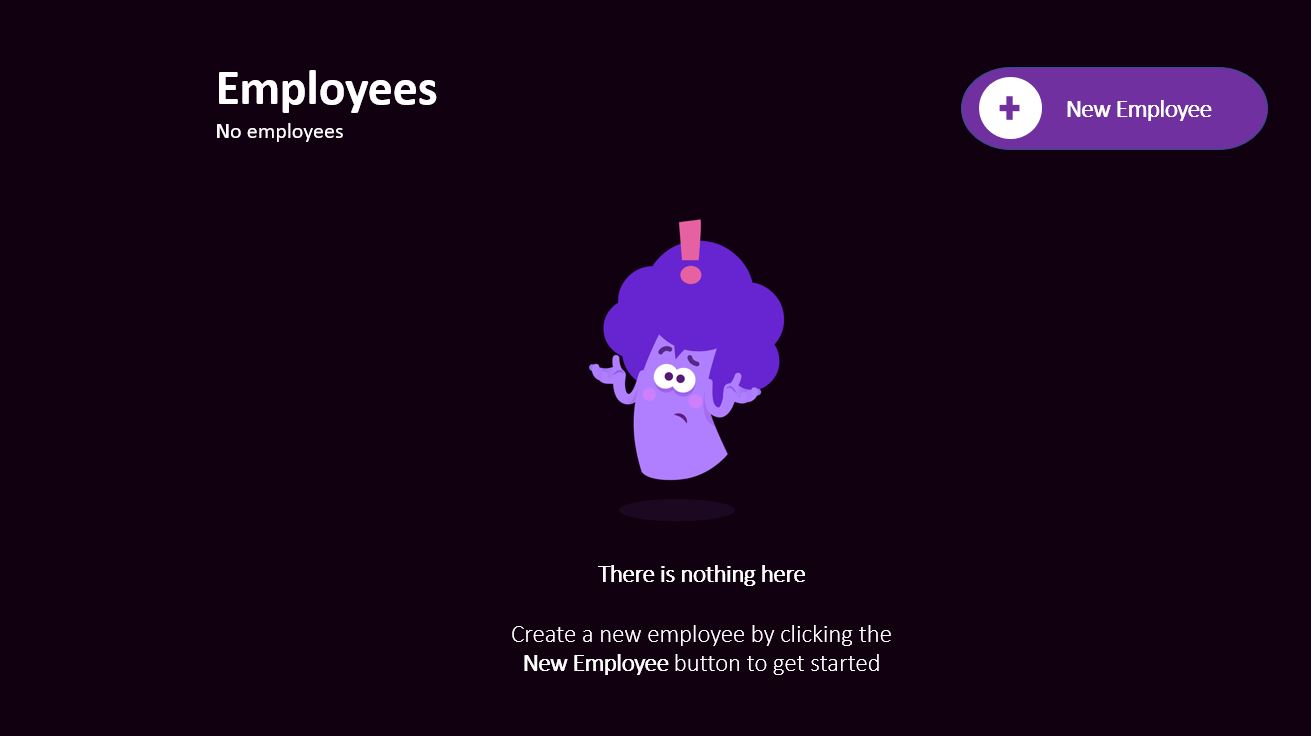 Employees
No employees
New Employee
There is nothing here
Create a new employee by clicking the
New Employee button to get started